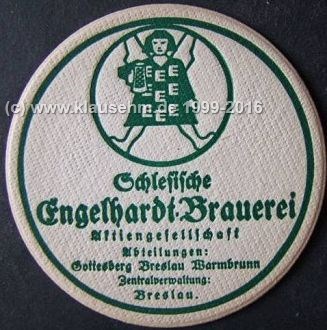 E E
E E
E E
(c) www.klausehm.de 1999-2016
Schlesische
Engelhardt-Brauerei
Aktiengesellschaft
Abteilungen:
Gottesberg Breslau Warmbrunn
Zentralverwaltung:
Breslau.